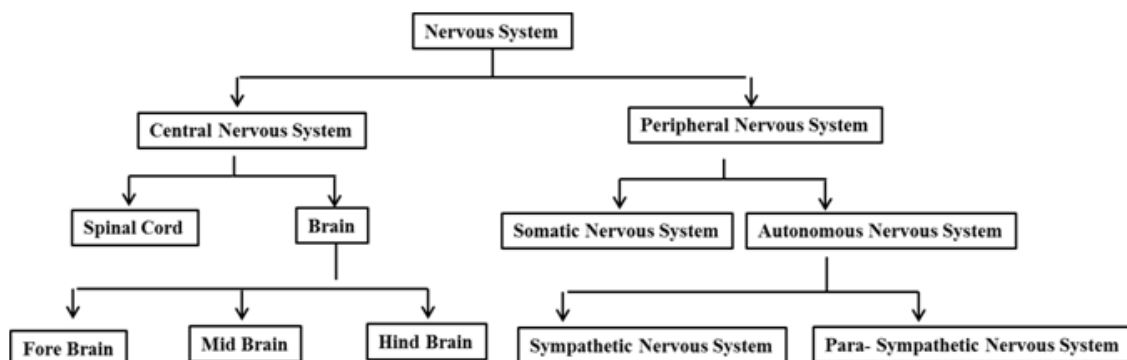 Nervous System
Central Nervous System
Peripheral Nervous System
Spinal Cord
Brain
Somatic Nervous System
Autonomous Nervous System
Fore Brain
Mid Brain
Hind Brain
Sympathetic Nervous System
Para- Sympathetic Nervous System